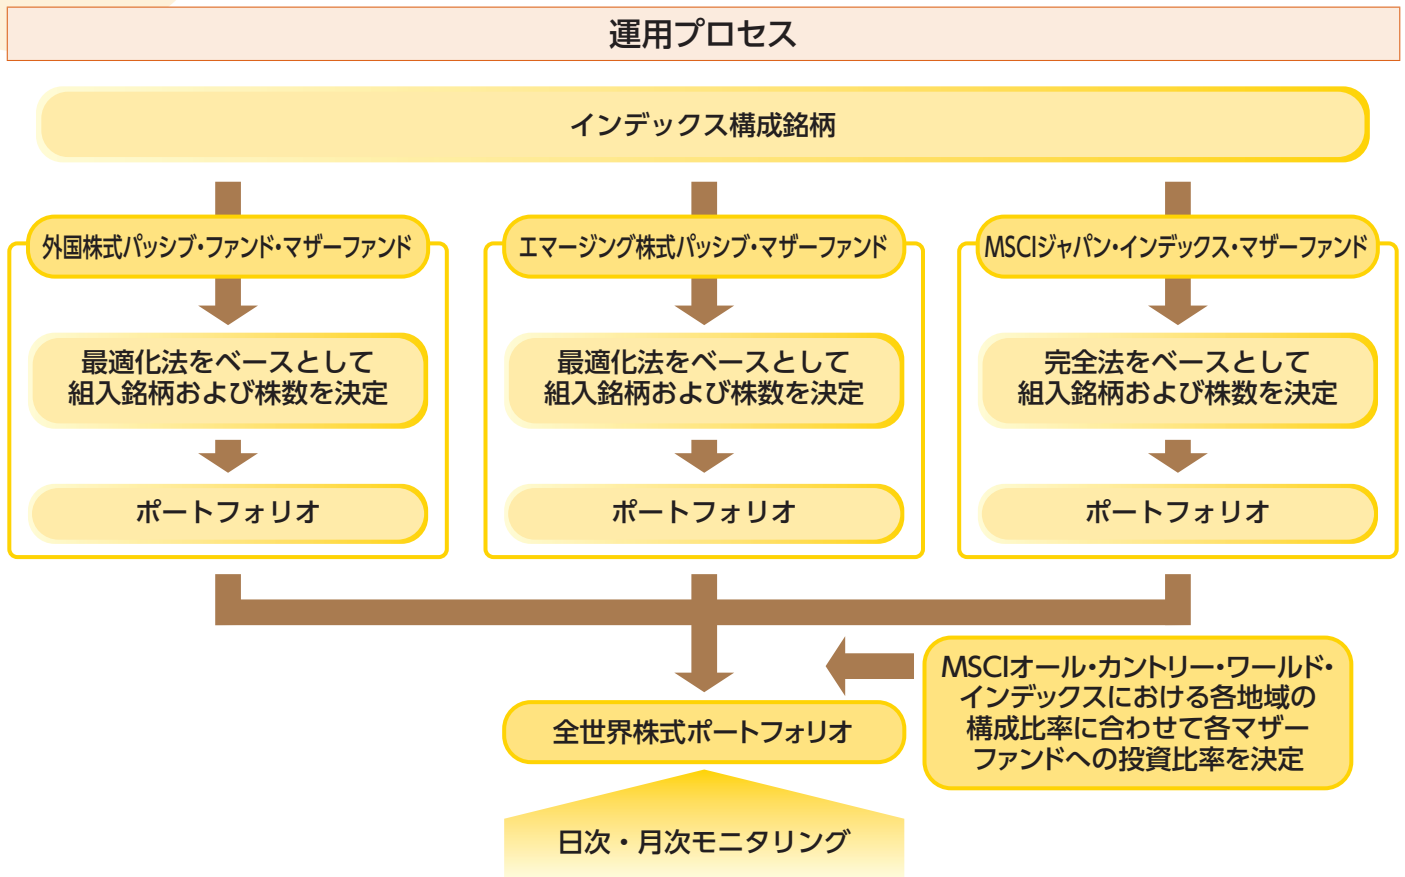 運用プロセス
インデックス構成銘柄
外国株式パッシブ・ファンド・マザーファンド
最適化法をベースとして
組入銘柄および株数を決定
ポートフォリオ
エマージング株式パッシブ・マザーファンド
最適化法をベースとして
組入銘柄および株数を決定
ポートフォリオ
MSCIジャパン・インデックス・マザーファンド
完全法をベースとして
組入銘柄および株数を決定
ポートフォリオ
MSCIオール・カントリー・ワールド・
インデックスにおける各地域の
構成比率に合わせて各マザー
ファンドへの投資比率を決定
全世界株式ポートフォリオ
日次・月次モニタリング